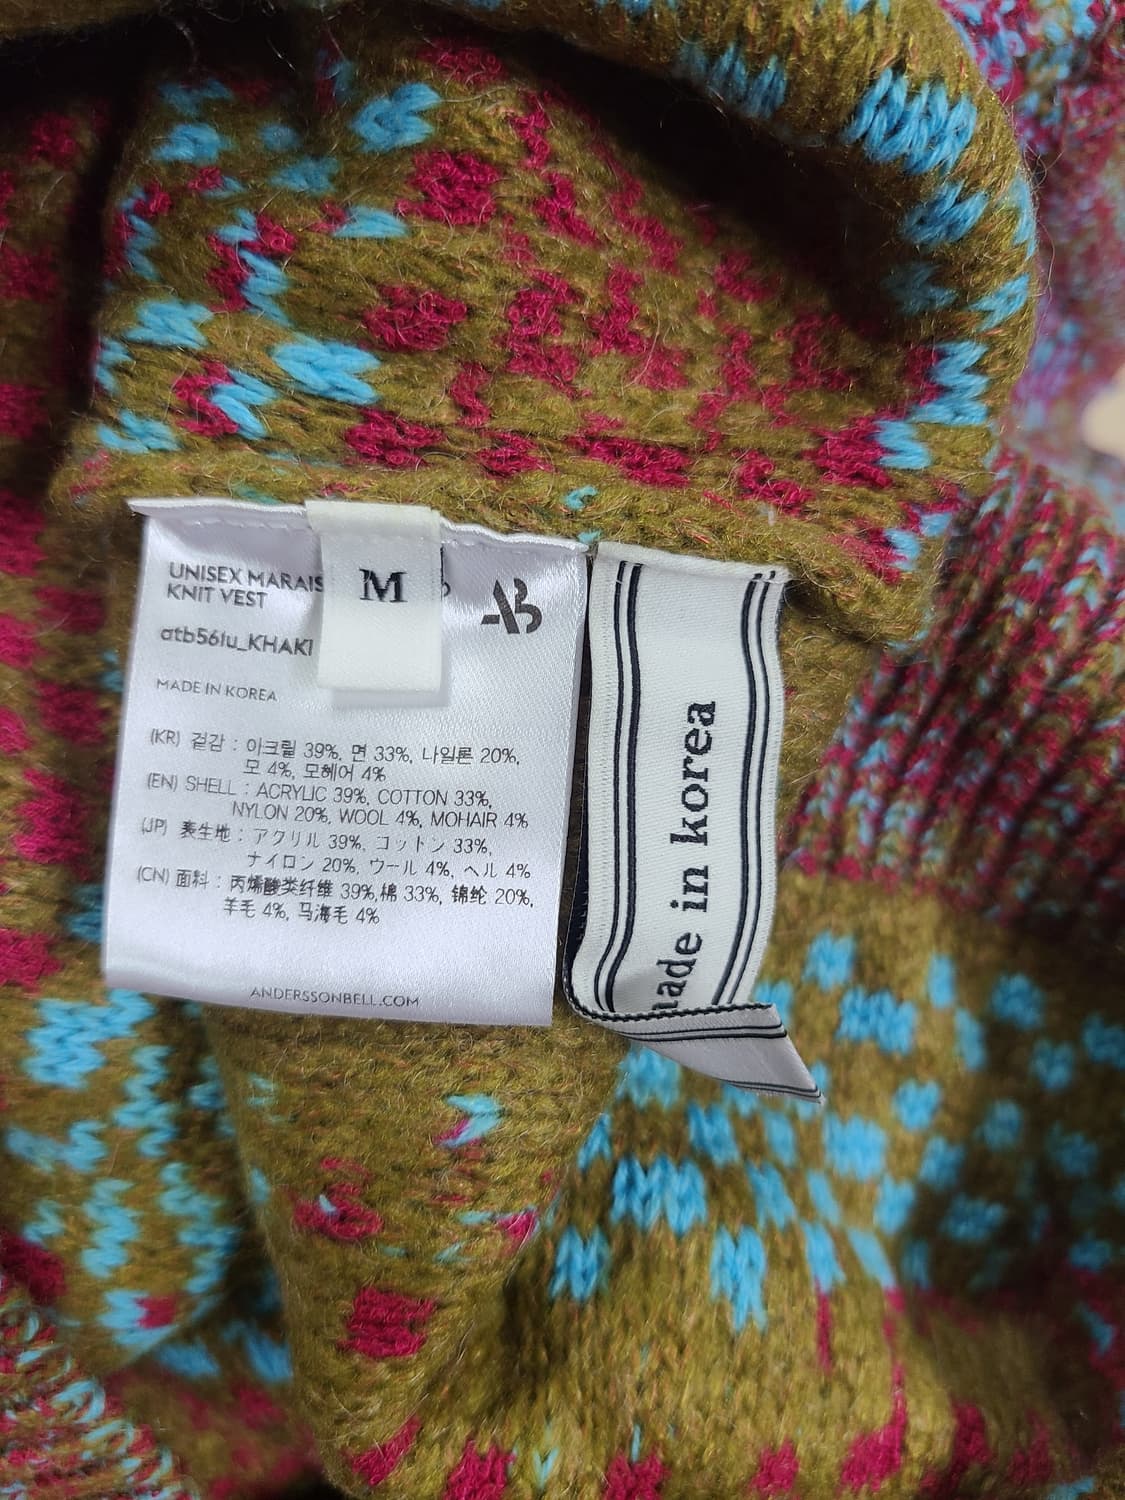 UNISEX MARAIS
KNIT VEST
M
AB
atb561u_KHAKI
MADE IN KOREA
(KR) 겉감 : 아크릴 39%, 면 33%, 나일론 20%,
모 4%, 모헤어 4%
(EN) SHELL : ACRYLIC 39%, COTTON 33%,
NYLON 20%, WOOL 4%, MOHAIR 4%
(JP) 表生地 : アクリル 39%, コットン 33%,
ナイロン 20%, ウール 4%, ヘル 4%
(CN) 面料 : 丙烯酸类纤维 39%,棉 33%, 锦纶 20%,
羊毛 4%, 马海毛 4%
ANDERSSONBELL.COM
made in korea